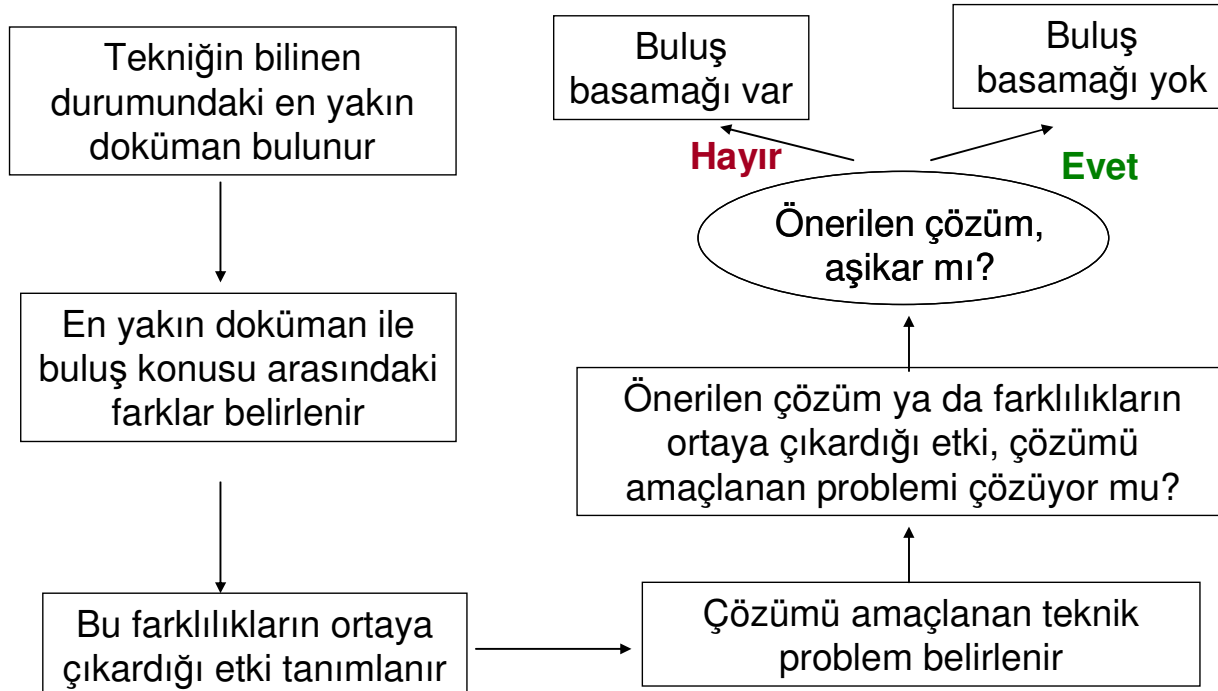 Tekniğin bilinen
durumundaki en yakın
doküman bulunur
En yakın doküman ile
buluş konusu arasındaki
farklar belirlenir
Bu farklılıkların ortaya
çıkardığı etki tanımlanır
Çözümü amaçlanan teknik
problem belirlenir
Önerilen çözüm ya da farklılıkların
ortaya çıkardığı etki, çözümü
amaçlanan problemi çözüyor mu?
Önerilen çözüm,
aşikar mı?
Hayır
Evet
Buluş
basamağı var
Buluş
basamağı yok